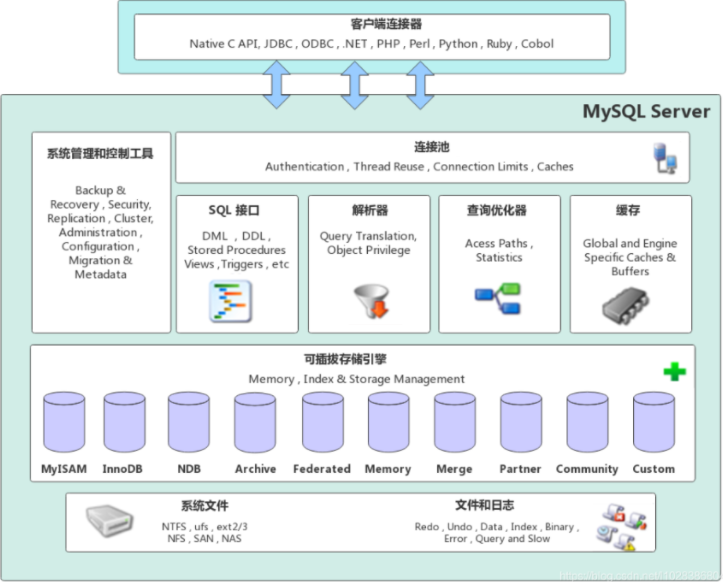 客户端连接器
Native C API, JDBC , ODBC , .NET , PHP , Perl , Python , Ruby , Cobol
MySQL Server
系统管理和控制工具
Backup &
Recovery , Security,
Replication , Cluster,
Administration ,
Configuration ,
Migration &
Metadata
连接池
Authentication , Thread Reuse , Connection Limits , Caches
SQL 接口
DML , DDL ,
Stored Procedures
Views ,Triggers , etc
解析器
Query Translation,
Object Privilege
查询优化器
Acess Paths ,
Statistics
缓存
Global and Engine
Specific Caches &
Buffers
可插拔存储引擎
Memory , Index & Storage Management
MyISAM
InnoDB
NDB
Archive
Federated
Memory
Merge
Partner
Community
Custom
系统文件
NTFS , ufs , ext2/3
NFS , SAN , NAS
文件和日志
Redo , Undo , Data , Index , Binary ,
Error , Query and Slow